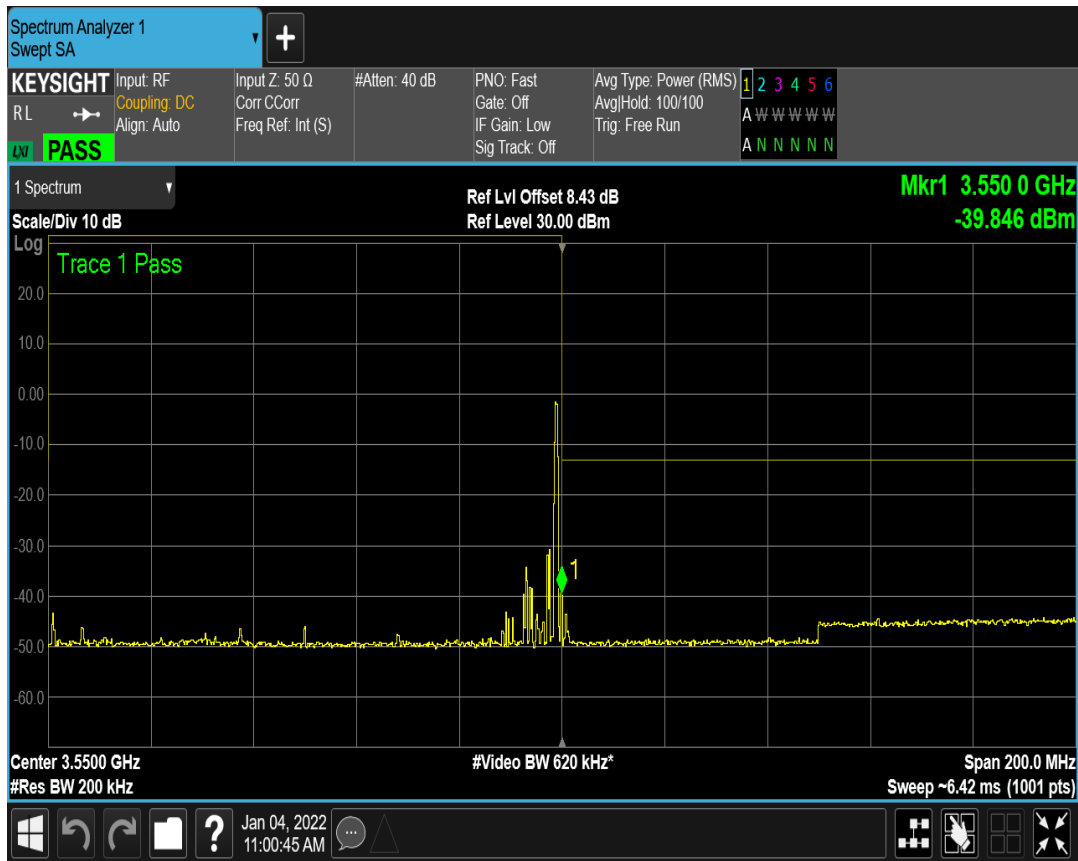 Spectrum Analyzer 1
Swept SA
KEYSIGHT
RL
LXI PASS
Input: RF
Coupling: DC
Align: Auto
Input Z: 50 Ω
Corr CCorr
Freq Ref: Int (S)
#Atten: 40 dB
PNO: Fast
Gate: Off
IF Gain: Low
Sig Track: Off
Avg Type: Power (RMS)
Avg|Hold: 100/100
Trig: Free Run
1 2 3 4 5 6
A W W W W W
A N N N N N
1 Spectrum
Scale/Div 10 dB
Ref Lvl Offset 8.43 dB
Ref Level 30.00 dBm
Mkr1 3.550 0 GHz
-39.846 dBm
Log
Trace 1 Pass
20.0
10.0
0.00
-10.0
-20.0
-30.0
1
-40.0
-50.0
-60.0
Center 3.5500 GHz
#Res BW 200 kHz
#Video BW 620 kHz*
Span 200.0 MHz
Sweep ~6.42 ms (1001 pts)
?
Jan 04, 2022
11:00:45 AM